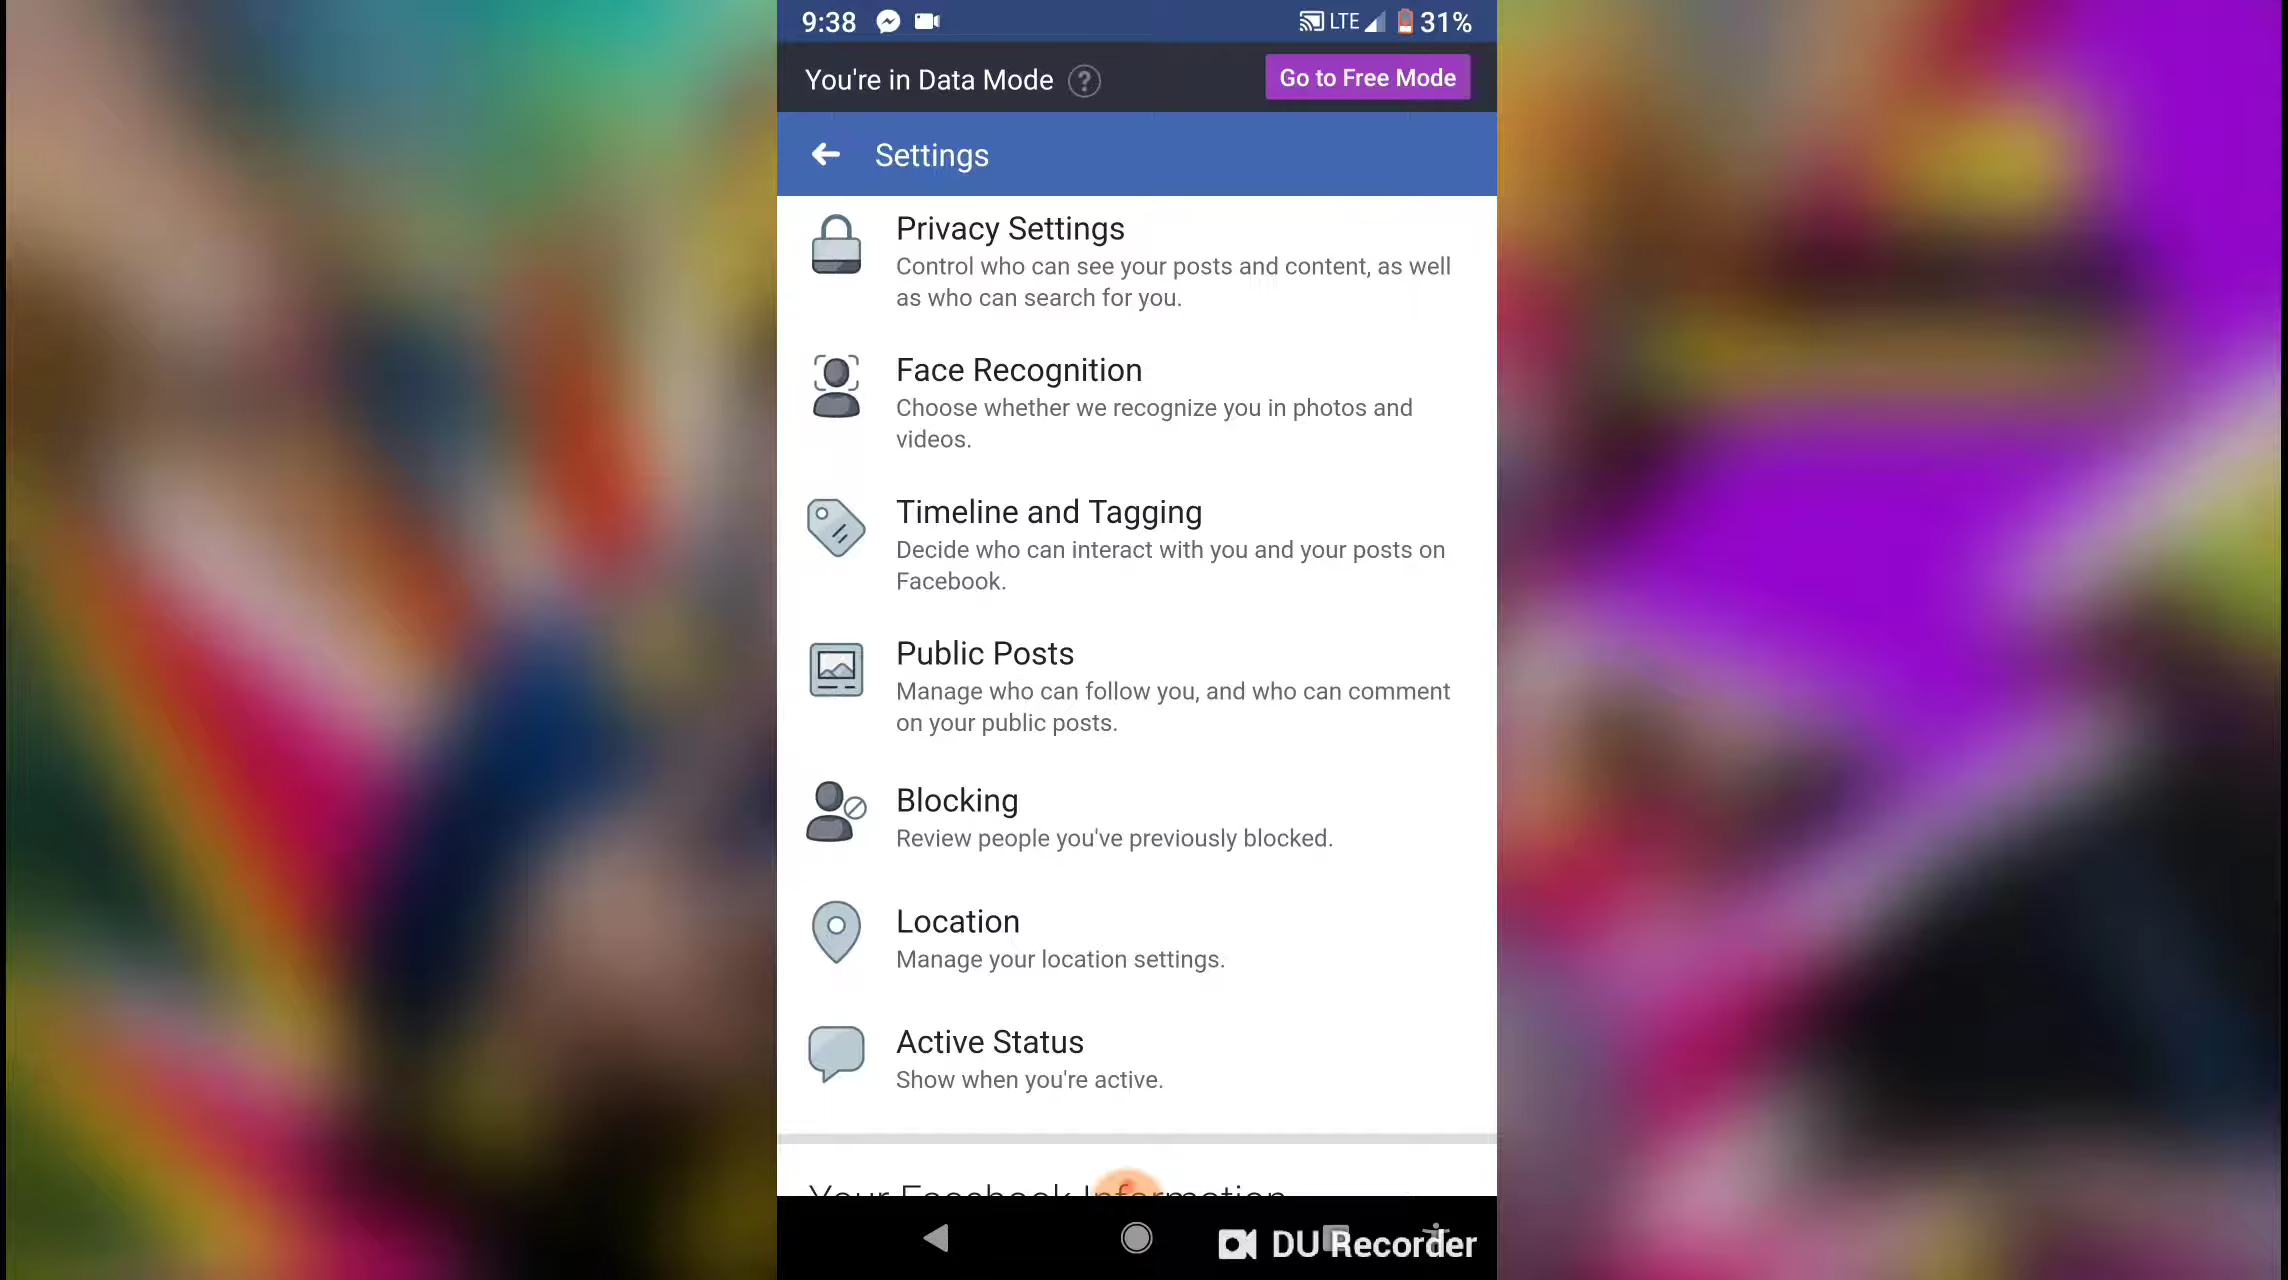 9:38 LTE 31%
You're in Data Mode ? Go to Free Mode
Settings
Privacy Settings
Control who can see your posts and content, as well
as who can search for you.
Face Recognition
Choose whether we recognize you in photos and
videos.
Timeline and Tagging
Decide who can interact with you and your posts on
Facebook.
Public Posts
Manage who can follow you, and who can comment
on your public posts.
Blocking
Review people you've previously blocked.
Location
Manage your location settings.
Active Status
Show when you're active.
Your Facebook Information
DU Recorder